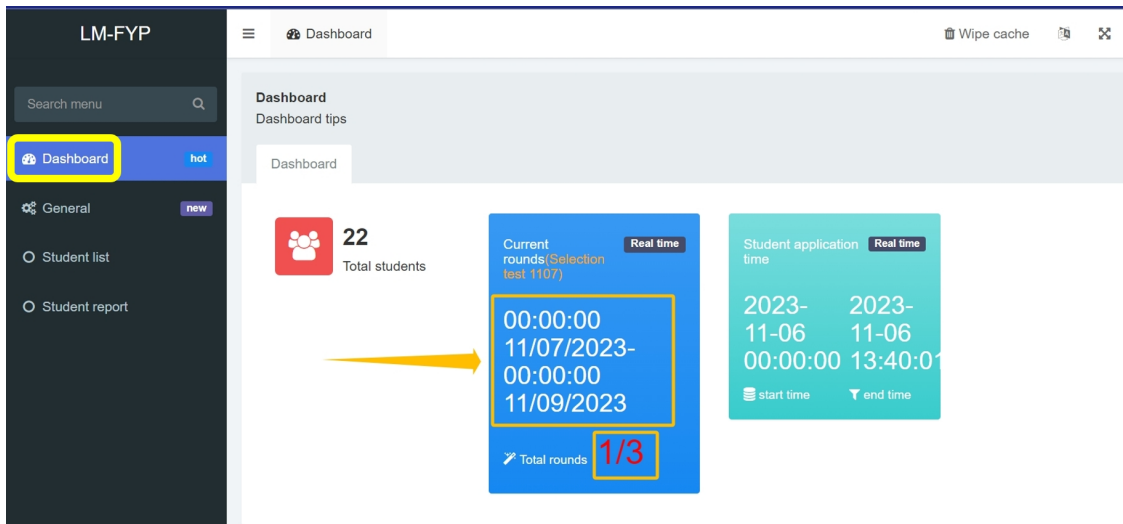 LM-FYP
Dashboard
Wipe cache
Search menu
Dashboard hot
General new
Student list
Student report
Dashboard
Dashboard tips
Dashboard
22
Total students
Current
rounds(Selection
test 1107)
Real time
00:00:00
11/07/2023-
00:00:00
11/09/2023
Total rounds 1/3
Student application
time
Real time
2023-
11-06
00:00:00
start time
2023-
11-06
13:40:01
end time